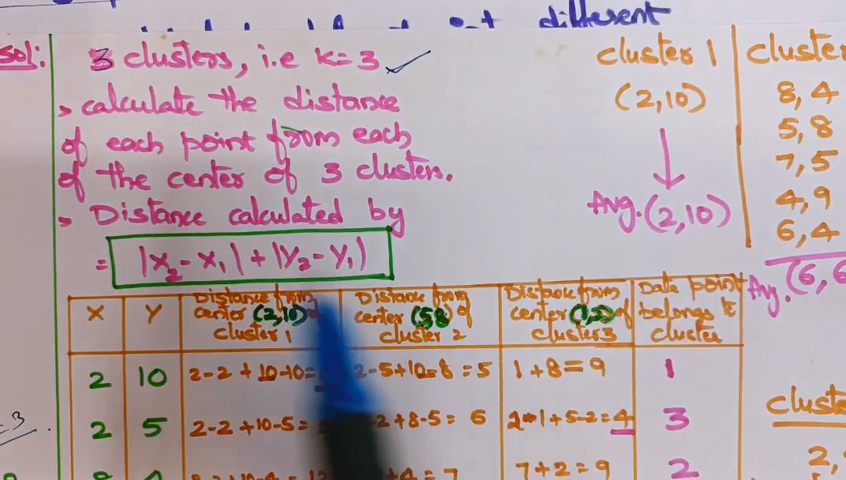 different
Sol:
3 clusters, i.e k=3
calculate the distance
of each point from each
of the center of 3 clusters.
Distance calculated by
= |x₂ - x₁| + |y₂ - y₁|
cluster 1
(2,10)
Avg. (2,10)
8, 4
5, 8
7, 5
4, 9
6, 4
Avg.
X Y Distance from center (2,10) cluster 1 Distance from center (5,8) of cluster 2 Distance from center (1,2) of cluster 3 Data point belongs to cluster
2 10 2-2 + 10-10= 2-5+10-8 = 5 1+8=9 1
2 5 2-2 + 10-5= 8-5= 6 2-1+5-2=4 3
7+2=9 2